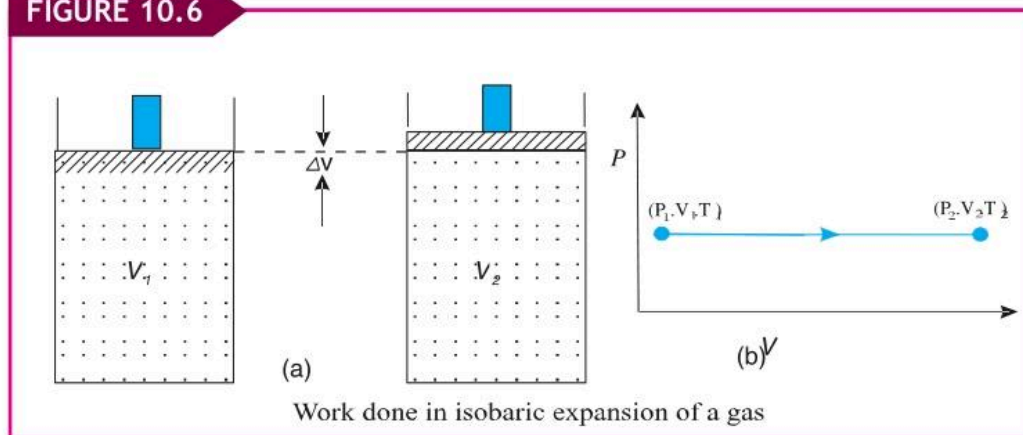 FIGURE 10.6
ΔV
V₁
V₂
(a)
P
(P₁.V₁,T₁)
(P₂.V₂T₂)
(b)
V
Work done in isobaric expansion of a gas